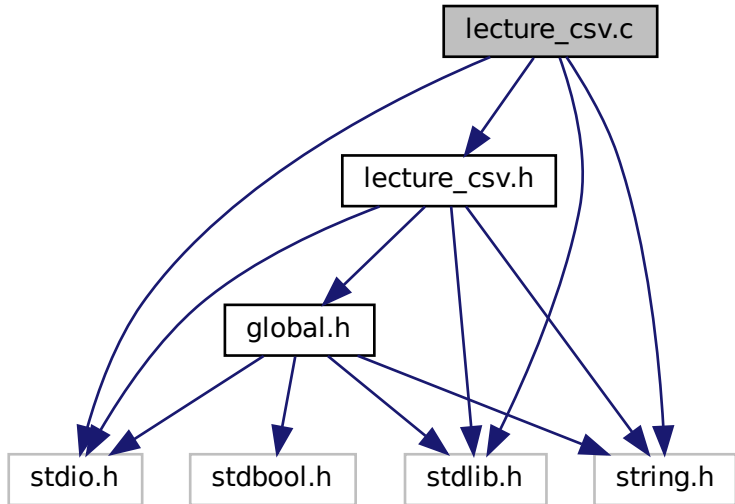 lecture_csv.c
lecture_csv.h
global.h
stdio.h
stdbool.h
stdlib.h
string.h